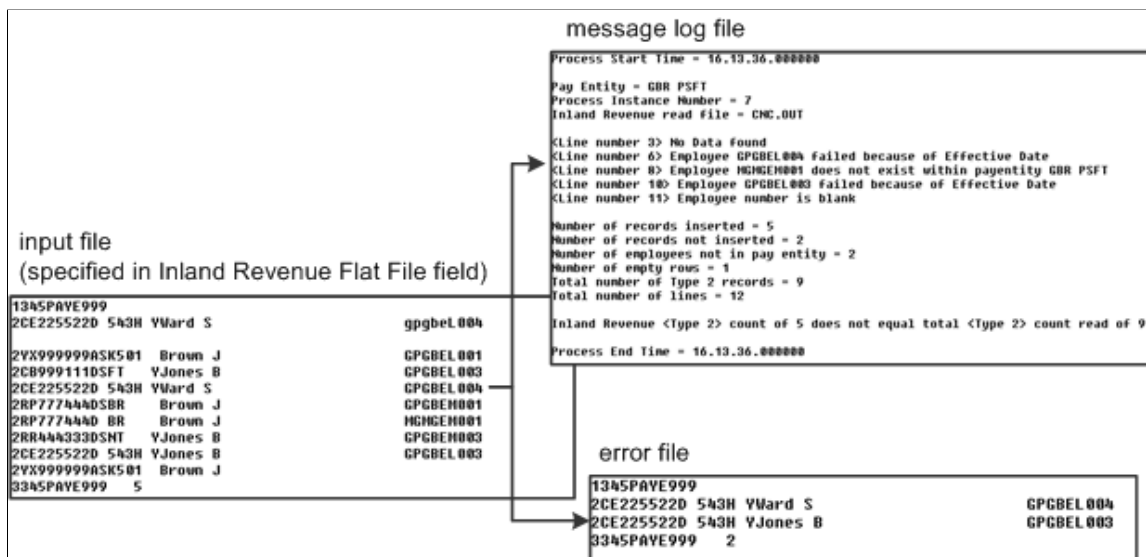 message log file
Process Start Time = 16.13.36.000000
Pay Entity = GBR PSFT
Process Instance Number = 7
Inland Revenue read file = CNC.OUT
<Line number 3> No Data found
<Line number 6> Employee GPGBEL004 failed because of Effective Date
<Line number 8> Employee MGMGEM001 does not exist within payentity GBR PSFT
<Line number 10> Employee GPGBEL003 failed because of Effective Date
<Line number 11> Employee number is blank
Number of records inserted = 5
Number of records not inserted = 2
Number of employees not in pay entity = 2
Number of empty rows = 1
Total number of Type 2 records = 9
Total number of lines = 12
Inland Revenue <Type 2> count of 5 does not equal total <Type 2> count read of 9
Process End Time = 16.13.36.000000
input file
(specified in Inland Revenue Flat File field)
1345PAYE999
2CE225522D 543H YWard S gpgbeL004
2YX999999ASK501 Brown J GPGBEL001
2CB999111DSFT YJones B GPGBEL003
2CE225522D 543H YWard S GPGBEL004
2RP777444DSBR Brown J GPGBEM001
2RP777444D BR Brown J MGMGEM001
2RR444333DSNT YJones B GPGBEM003
2CE225522D 543H YJones B GPGBEL003
2YX999999ASK501 Brown J
3345PAYE999 5
error file
1345PAYE999
2CE225522D 543H YWard S GPGBEL004
2CE225522D 543H YJones B GPGBEL003
3345PAYE999 2